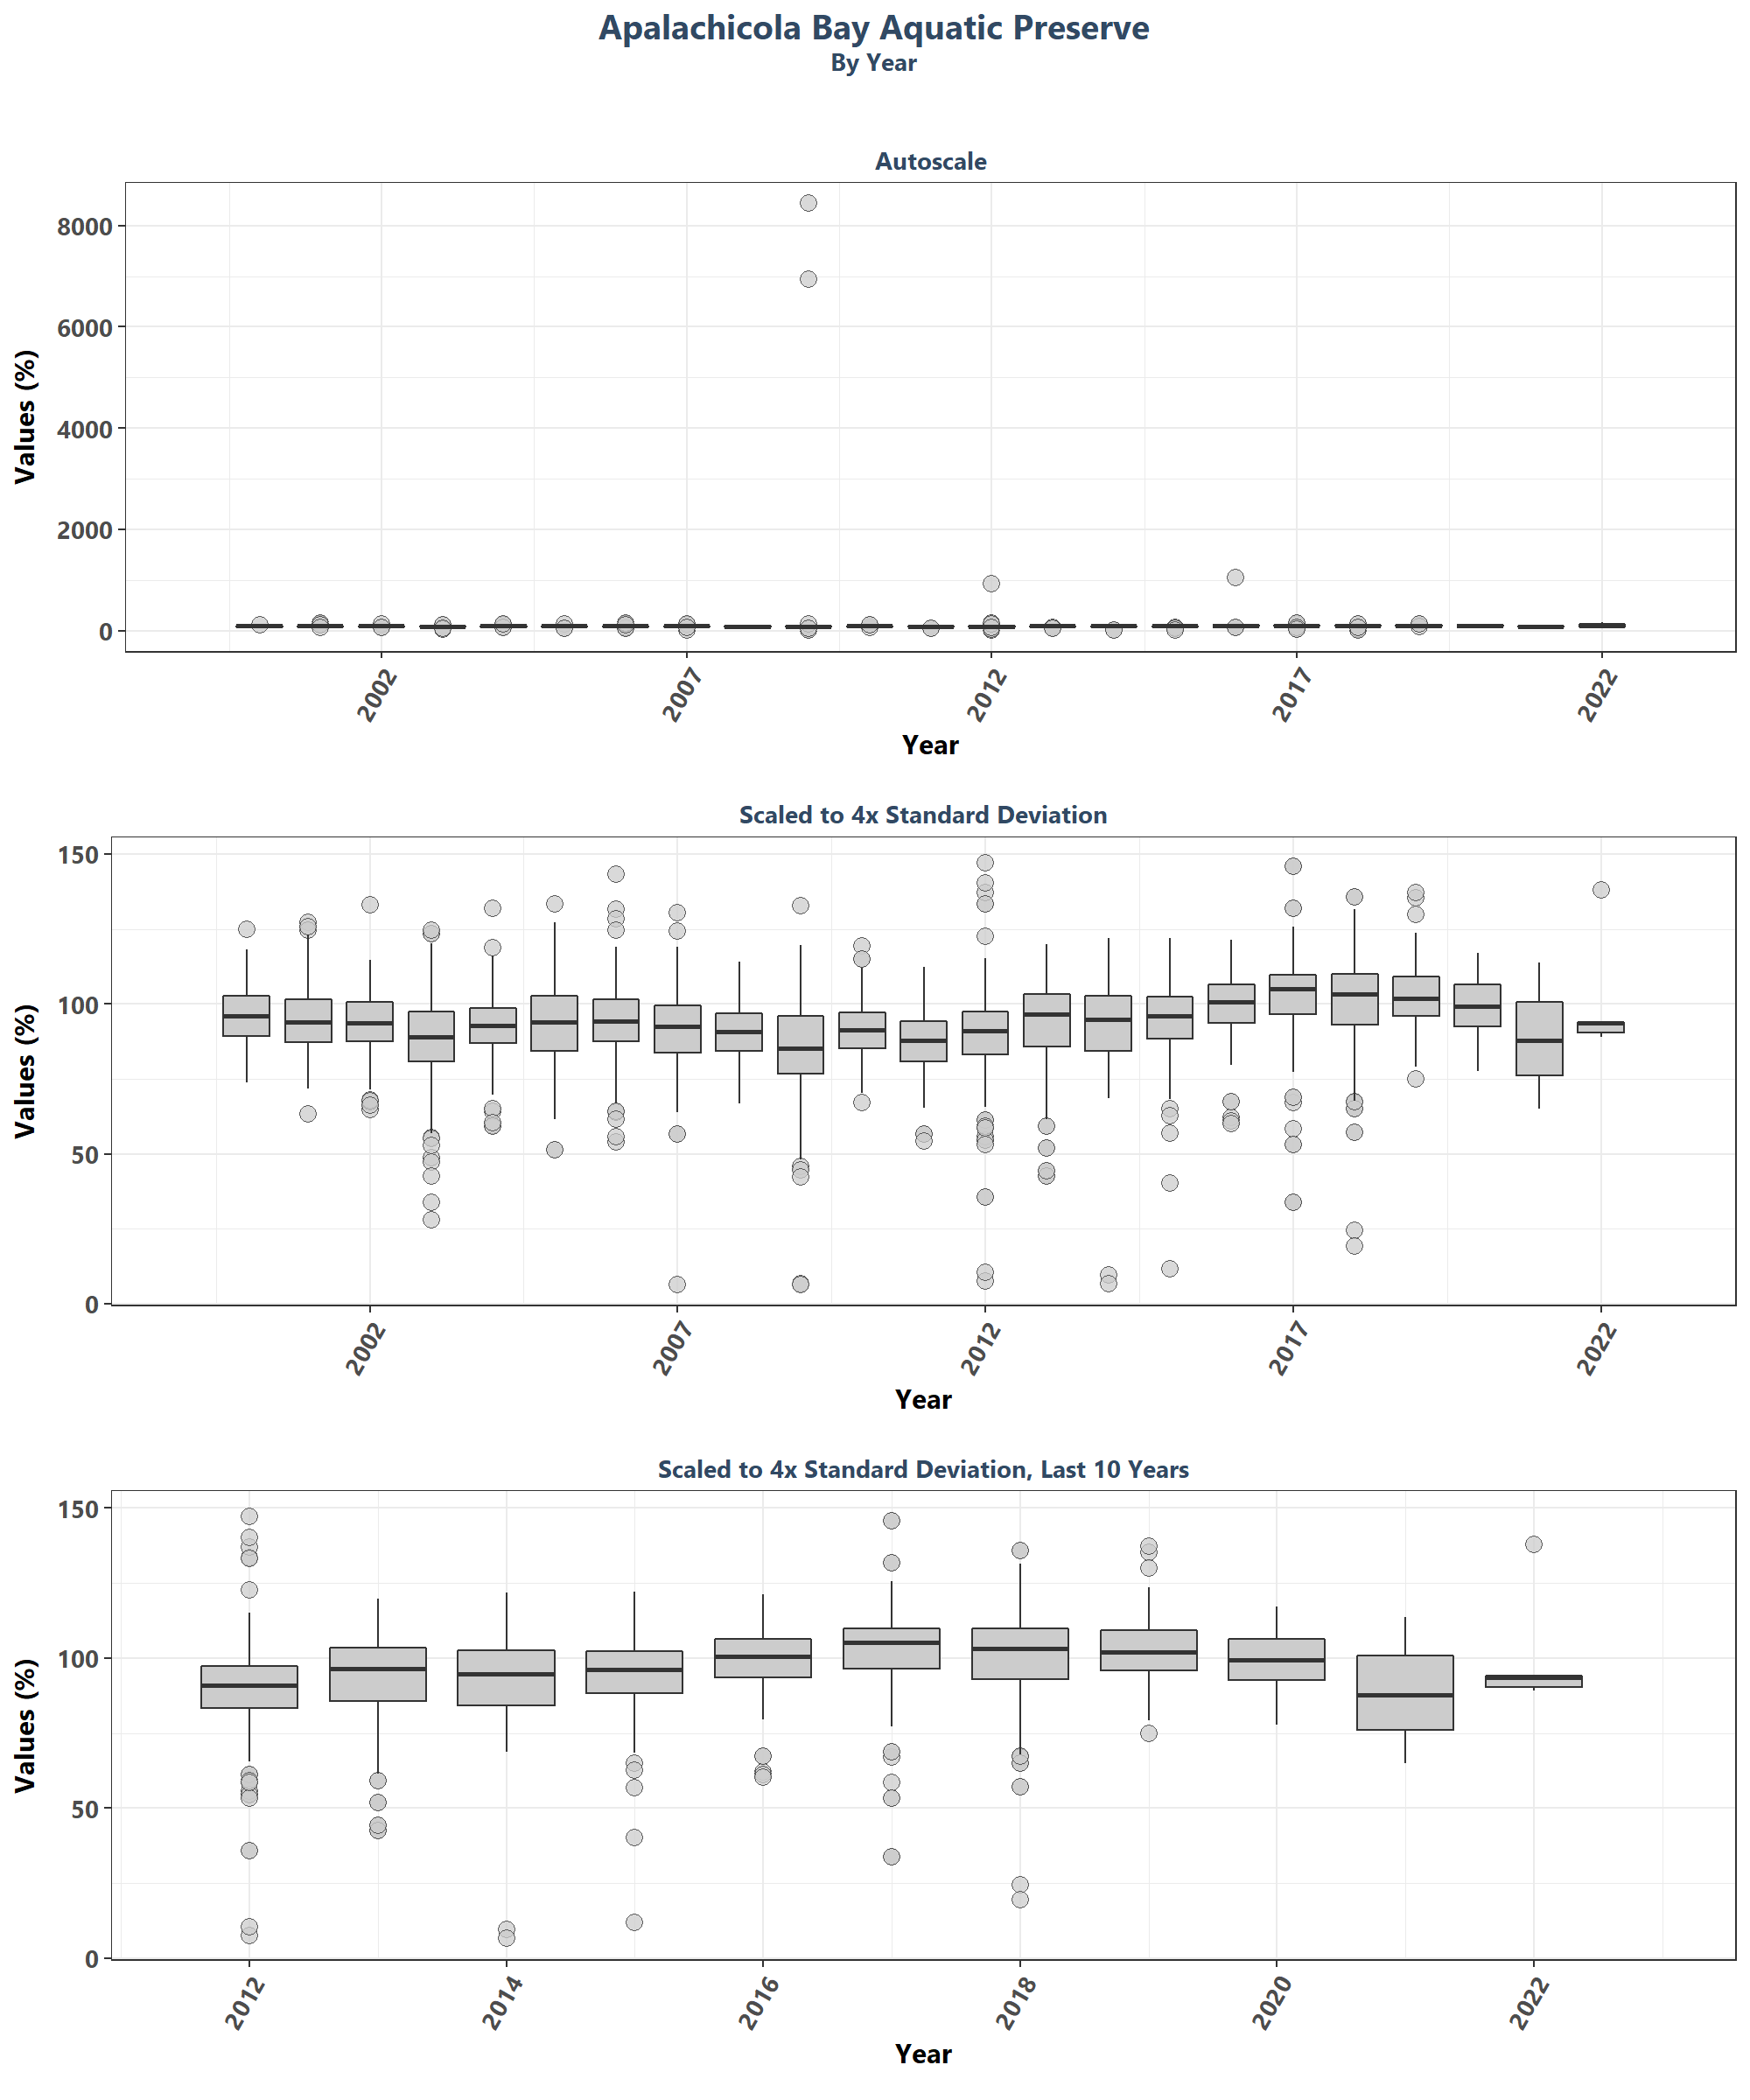 Apalachicola Bay Aquatic Preserve
By Year
Autoscale
8000
6000
4000
2000
0
Values (%)
2002
2007
2012
2017
2022
Year
Scaled to 4x Standard Deviation
150
100
50
0
Values (%)
2002
2007
2012
2017
2022
Year
Scaled to 4x Standard Deviation, Last 10 Years
150
100
50
0
Values (%)
2012
2014
2016
2018
2020
2022
Year